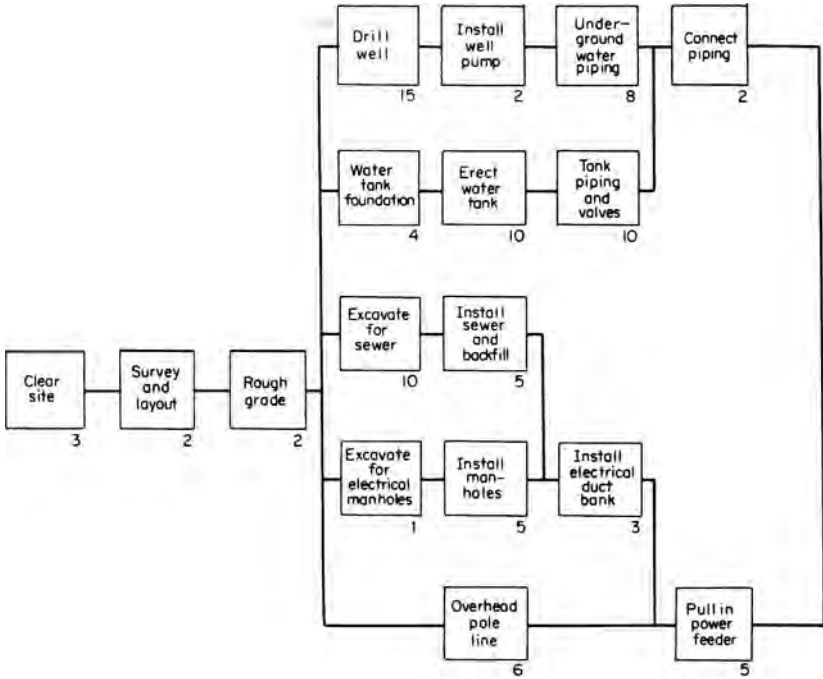 Drill
well
15
Install
well
pump
2
Under-
ground
water
piping
8
Connect
piping
2
Water
tank
foundation
4
Erect
water
tank
10
Tank
piping
and
valves
10
Excavate
for
sewer
10
Install
sewer
and
backfill
5
Clear
site
3
Survey
and
layout
2
Rough
grade
2
Excavate
for
electrical
manholes
1
Install
man-
holes
5
Install
electrical
duct
bank
3
Overhead
pole
line
6
Pull in
power
feeder
5